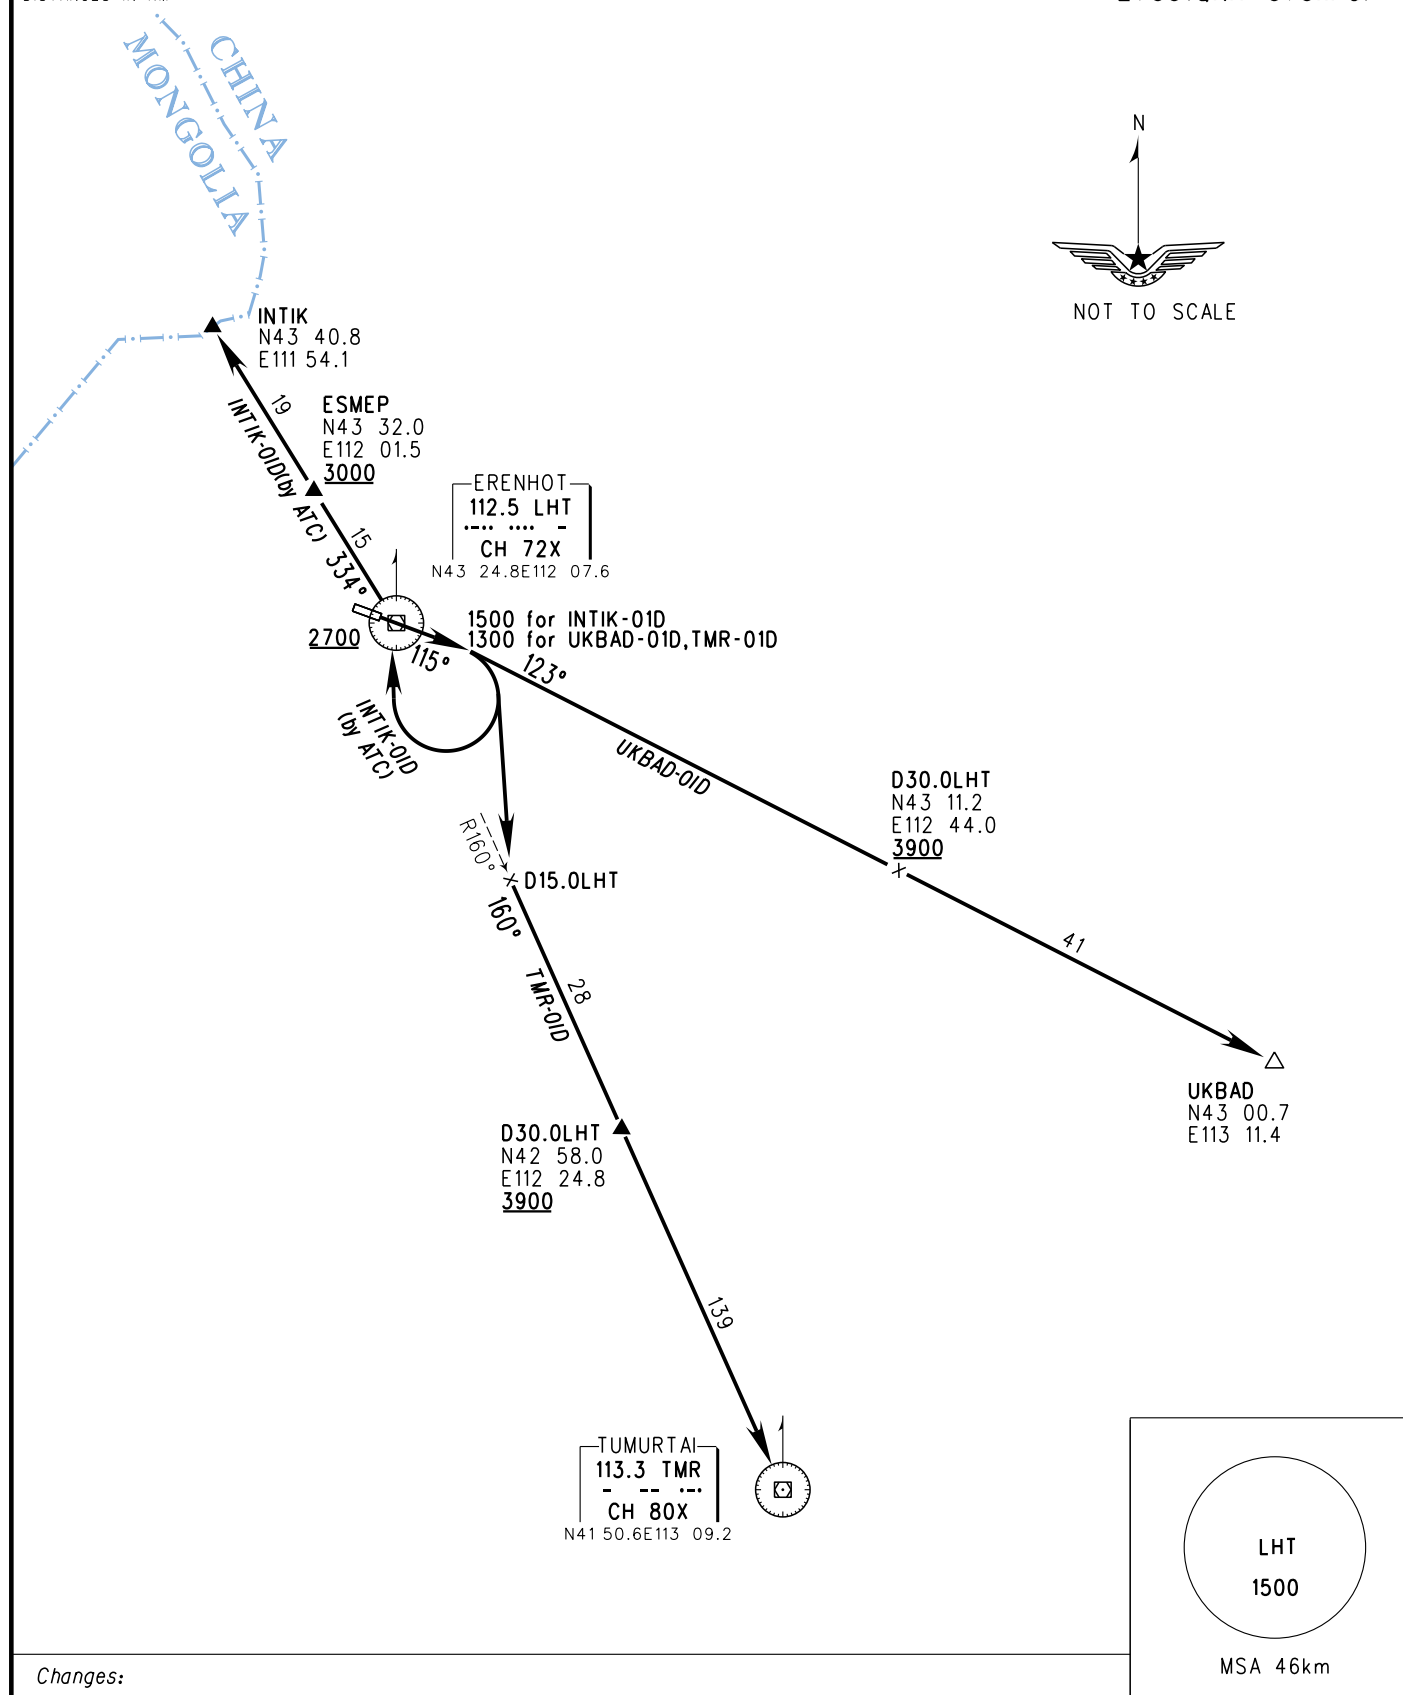 CHINA
MONGOLIA
N
NOT TO SCALE
INTIK
N43 40.8
E111 54.1
19
INTIK-01D(by ATC) 334°
ESMEP
N43 32.0
E112 01.5
3000
15
ERENHOT
112.5 LHT
CH 72X
N43 24.8E112 07.6
2700
115°
1500 for INTIK-01D
1300 for UKBAD-01D,TMR-01D
123°
INTIK-01D
(by ATC)
UKBAD-01D
D30.0LHT
N43 11.2
E112 44.0
3900
R160°
D15.0LHT
160°
TMR-01D
28
41
UKBAD
N43 00.7
E113 11.4
D30.0LHT
N42 58.0
E112 24.8
3900
139
TUMURTAI
113.3 TMR
CH 80X
N41 50.6E113 09.2
LHT
1500
MSA 46km
Changes: